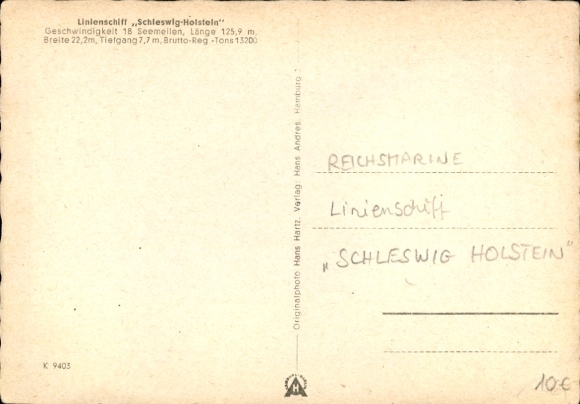 Linienschiff „Schleswig-Holstein"
Geschwindigkeit 18 Seemeilen, Länge 125,9 m,
Breite 22,2m, Tiefgang 7,7 m, Brutto-Reg.-Tons 13200
Originalphoto Hans Hartz. Verlag: Hans Andres, Hamburg 1
REICHSMARINE
Linienschiff
„SCHLESWIG HOLSTEIN"
K 9403
H
10€